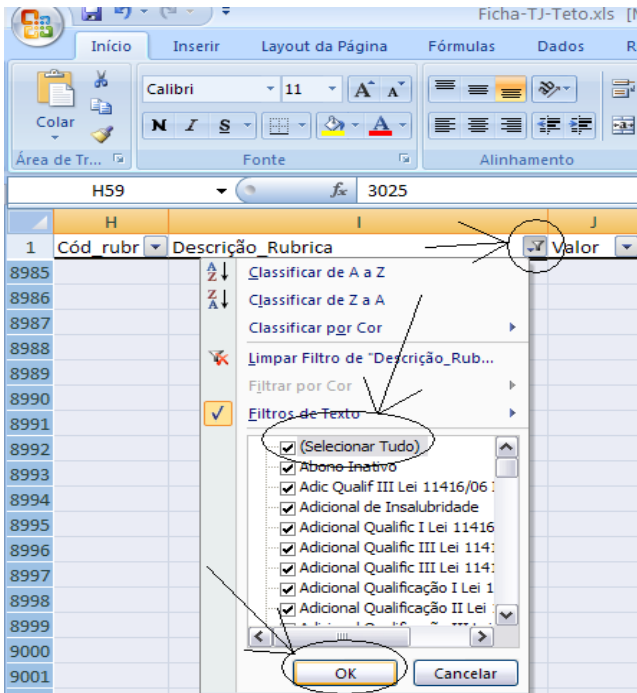 Ficha-TJ-Teto.xls [
Início Inserir Layout da Página Fórmulas Dados R
Calibri 11 A A
Colar N I S A
Área de Tr... Fonte Alinhamento
H59 fx 3025
H I J
1 Cód_rubr Descrição_Rubrica Valor
8985 Classificar de A a Z
8986 Classificar de Z a A
8987 Classificar por Cor
8988 Limpar Filtro de "Descrição_Rub...
8989
8990 Filtrar por Cor
8991 Filtros de Texto
8992 (Selecionar Tudo)
8993 Abono Inativo
8994 Adic Qualif III Lei 11416/06
8995 Adicional de Insalubridade
8996 Adicional Qualific I Lei 11416
8997 Adicional Qualific III Lei 114
Adicional Qualific III Lei 114
8998 Adicional Qualificação I Lei 1
8999 Adicional Qualificação II Lei
9000
9001 OK Cancelar